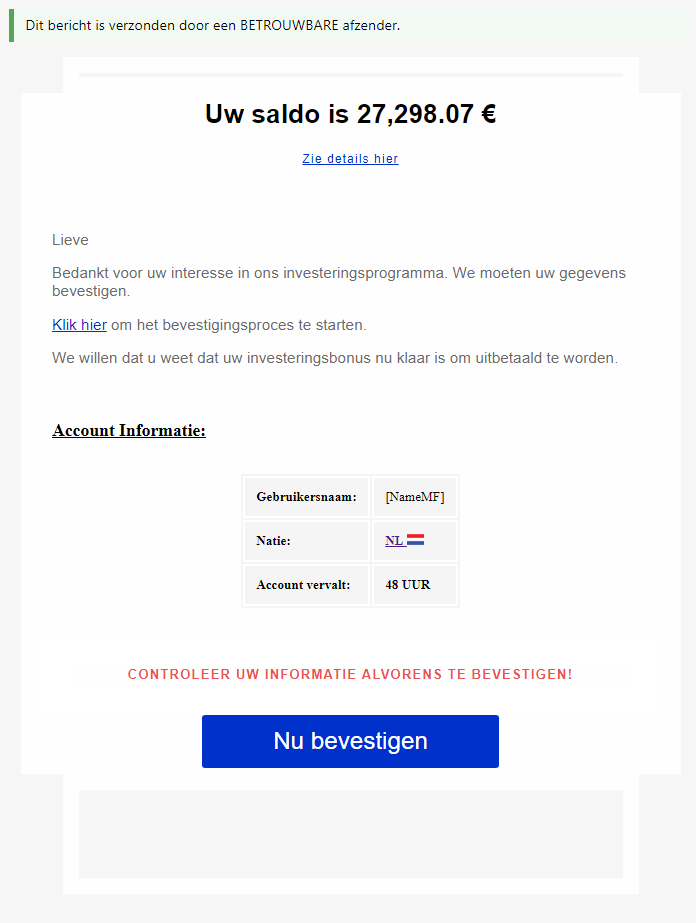 Dit bericht is verzonden door een BETROUWBARE afzender.
Uw saldo is 27,298.07 €
Zie details hier
Lieve
Bedankt voor uw interesse in ons investeringsprogramma. We moeten uw gegevens
bevestigen.
Klik hier om het bevestigingsproces te starten.
We willen dat u weet dat uw investeringsbonus nu klaar is om uitbetaald te worden.
Account Informatie:
Gebruikersnaam: [NameMF]
Natie: NL
Account vervalt: 48 UUR
CONTROLEER UW INFORMATIE ALVORENS TE BEVESTIGEN!
Nu bevestigen